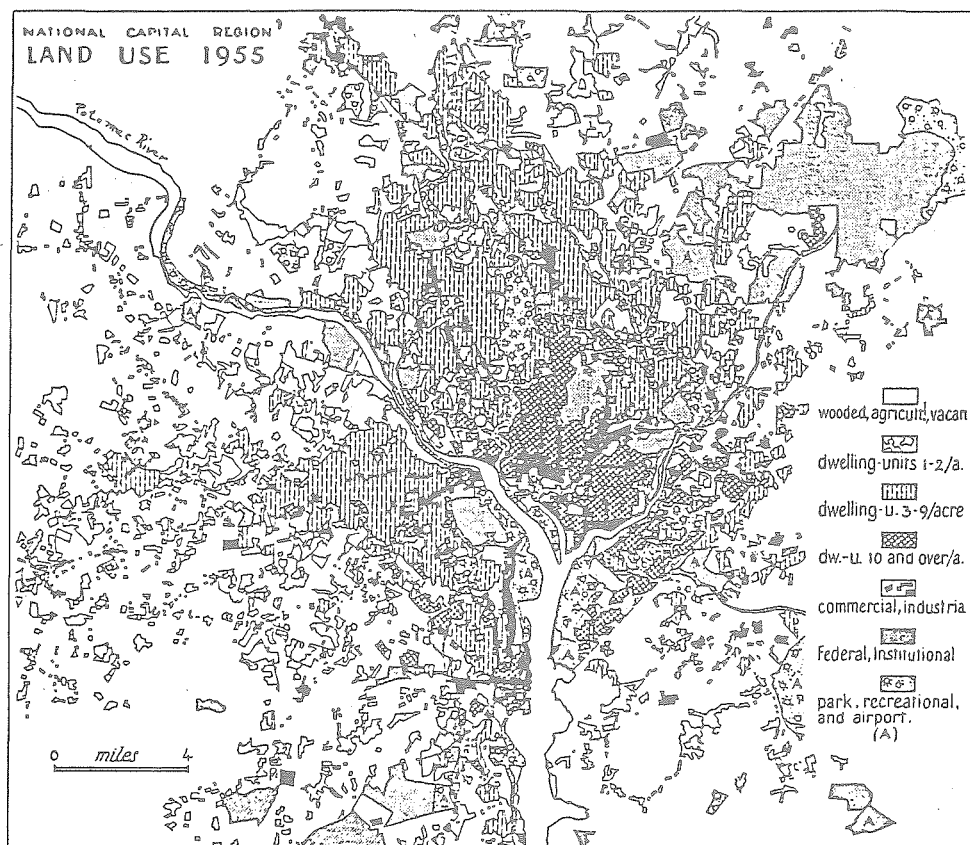 NATIONAL CAPITAL REGION
LAND USE 1955
Potomac
River
A
A
A
A
A
A
A
A
A
A
A
wooded, agricult, vacan
dwelling-units 1-2/a.
dwelling-u. 3-9/acre
dw.-u. 10 and over/a.
commercial, industria
Federal, Institutional
park, recreational,
and airport.
(A)
0 miles 4